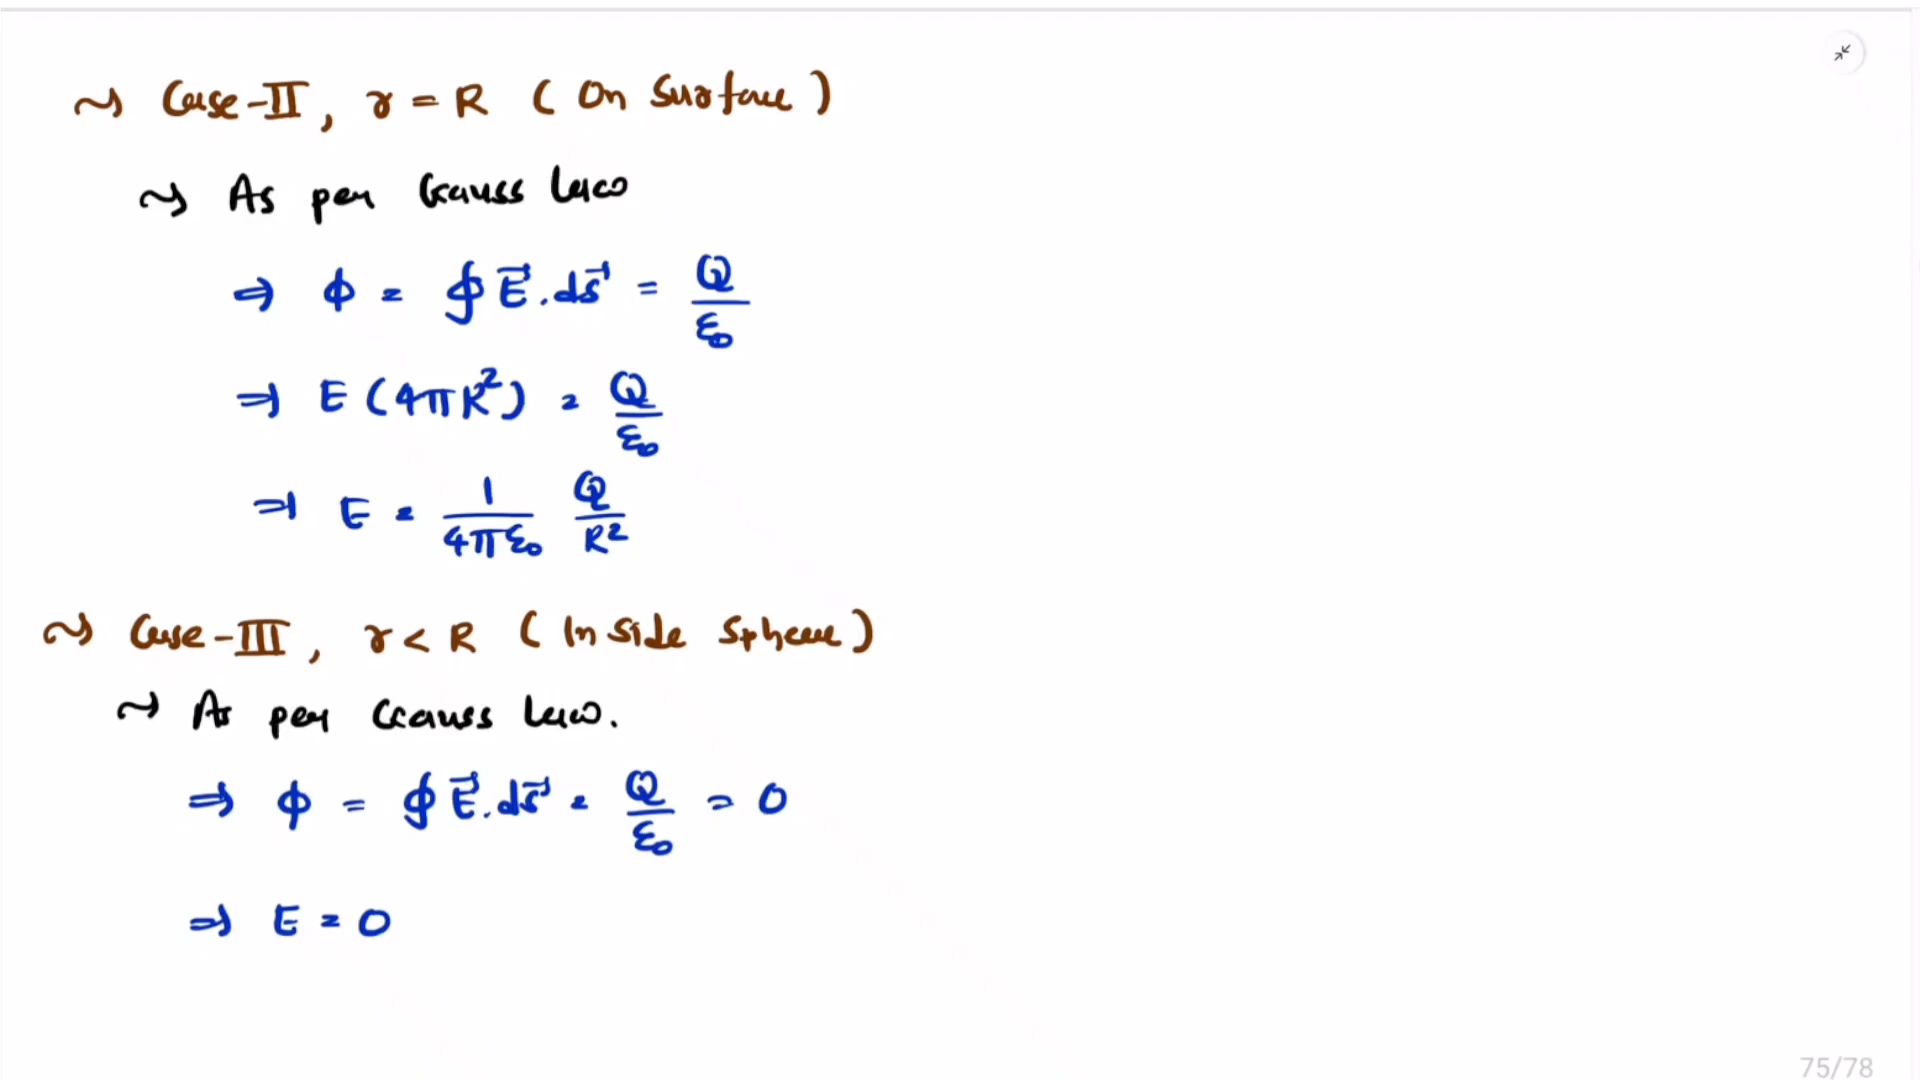 ~> Case-II, r = R (On Surface)
~> As per Gauss Law
⇒ ϕ = ∮ E⃗ . ds⃗ = Q/ε₀
⇒ E (4πR²) = Q/ε₀
⇒ E = 1/4πε₀ Q/R²
~> Case-III, r < R (Inside Sphere)
~> As per Gauss Law.
⇒ ϕ = ∮ E⃗ . ds⃗ = Q/ε₀ = 0
⇒ E = 0
75/78